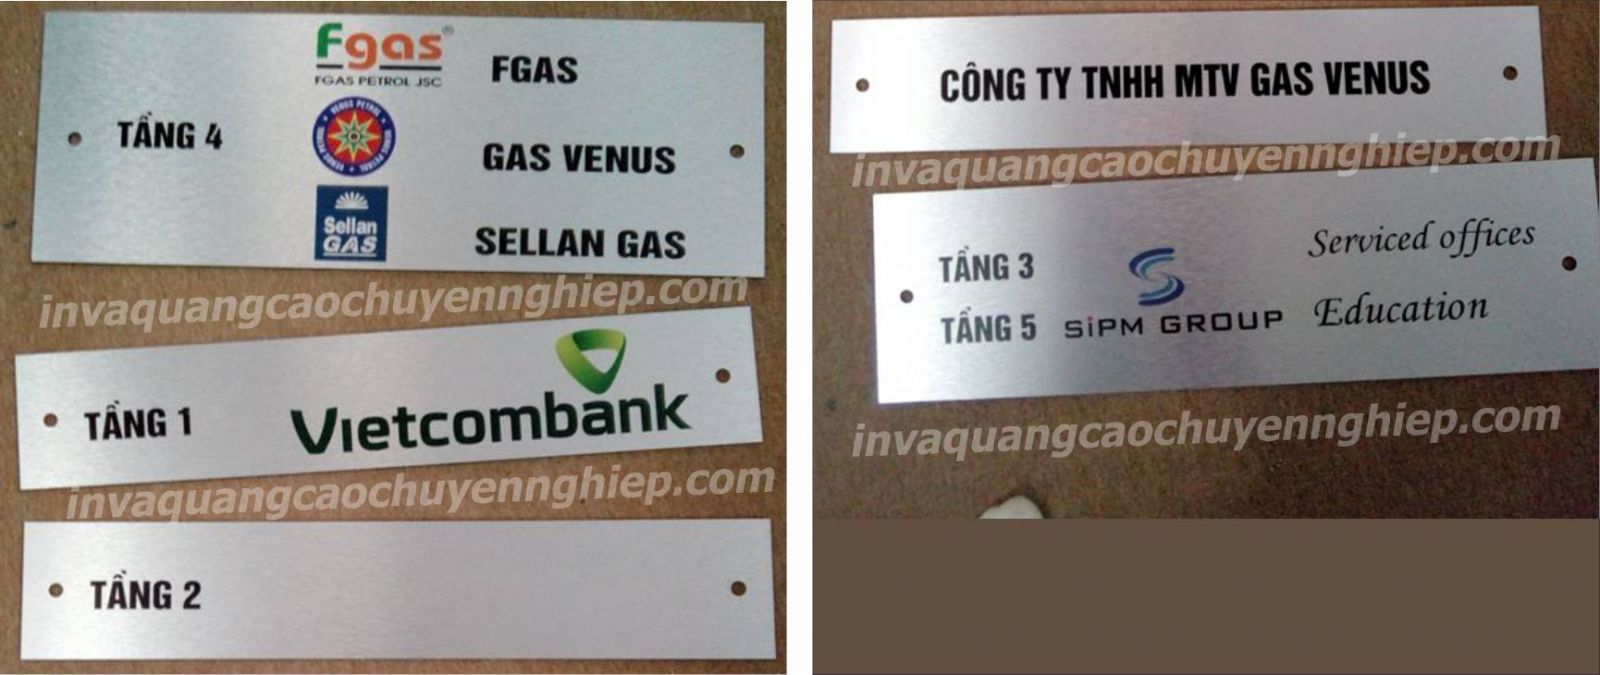 Fgas®
FGAS PETROL JSC
FGAS
TẦNG 4
VENUS PETROL
GAS VENUS
Sellan
GAS
SELLAN GAS
invaquangcaochuyennghiep.com
TẦNG 1
Vietcombank
invaquangcaochuyennghiep.com
TẦNG 2
CÔNG TY TNHH MTV GAS VENUS
invaquangcaochuyennghiep.com
TẦNG 3
Serviced offices
TẦNG 5
SiPM GROUP
Education
invaquangcaochuyennghiep.com